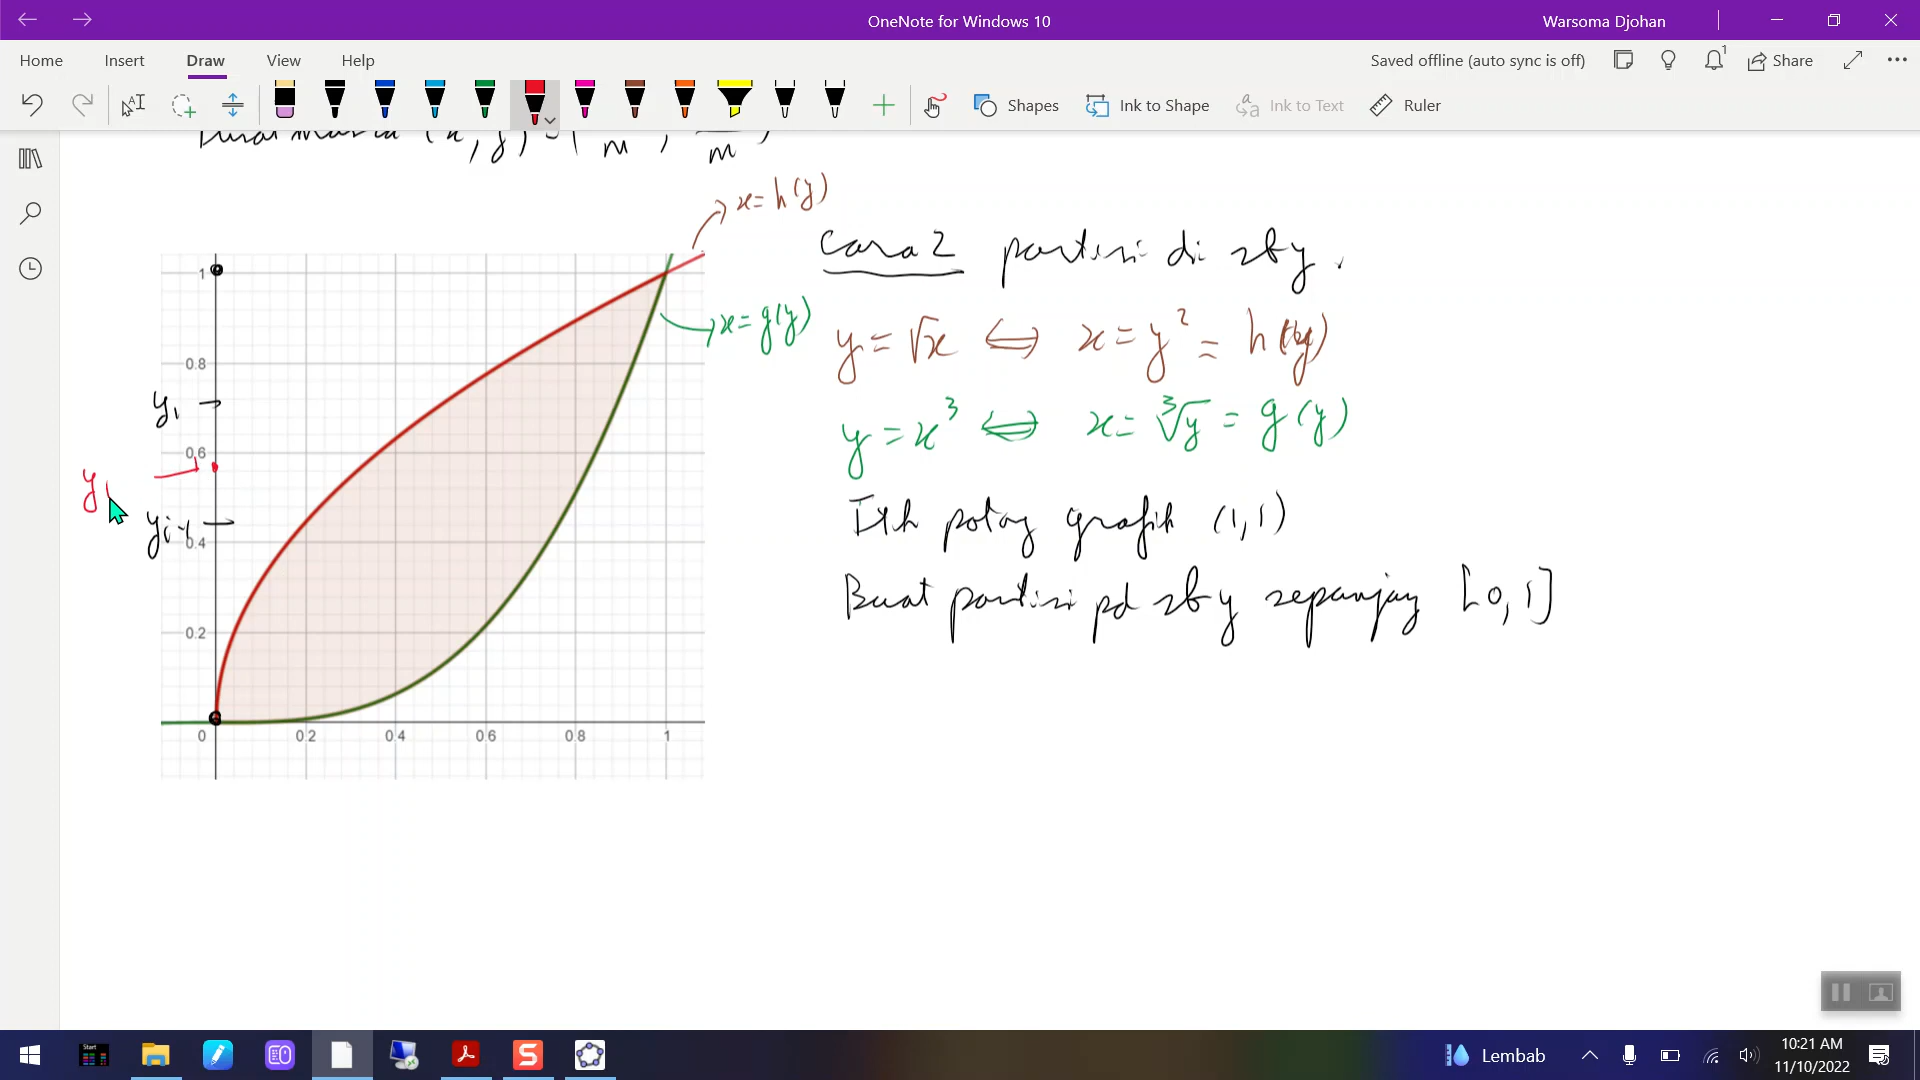 OneNote for Windows 10
Warsoma Djohan
Home Insert Draw View Help
Saved offline (auto sync is off)
Share
Shapes
Ink to Shape
Ink to Text
Ruler
(x, y) = ( m , m )
x = h(y)
cara 2 partisi di sb y.
x = g(y)
y = √x ⇔ x = y² = h(y)
y = x³ ⇔ x = ³√y = g(y)
Ttk potong grafik (1,1)
Buat partisi pd sb y sepanjang [0, 1]
1
0.8
yᵢ
0.6
y
yᵢ₋₁
0.4
0.2
0 0.2 0.4 0.6 0.8 1
Start
Lembab
10:21 AM
11/10/2022